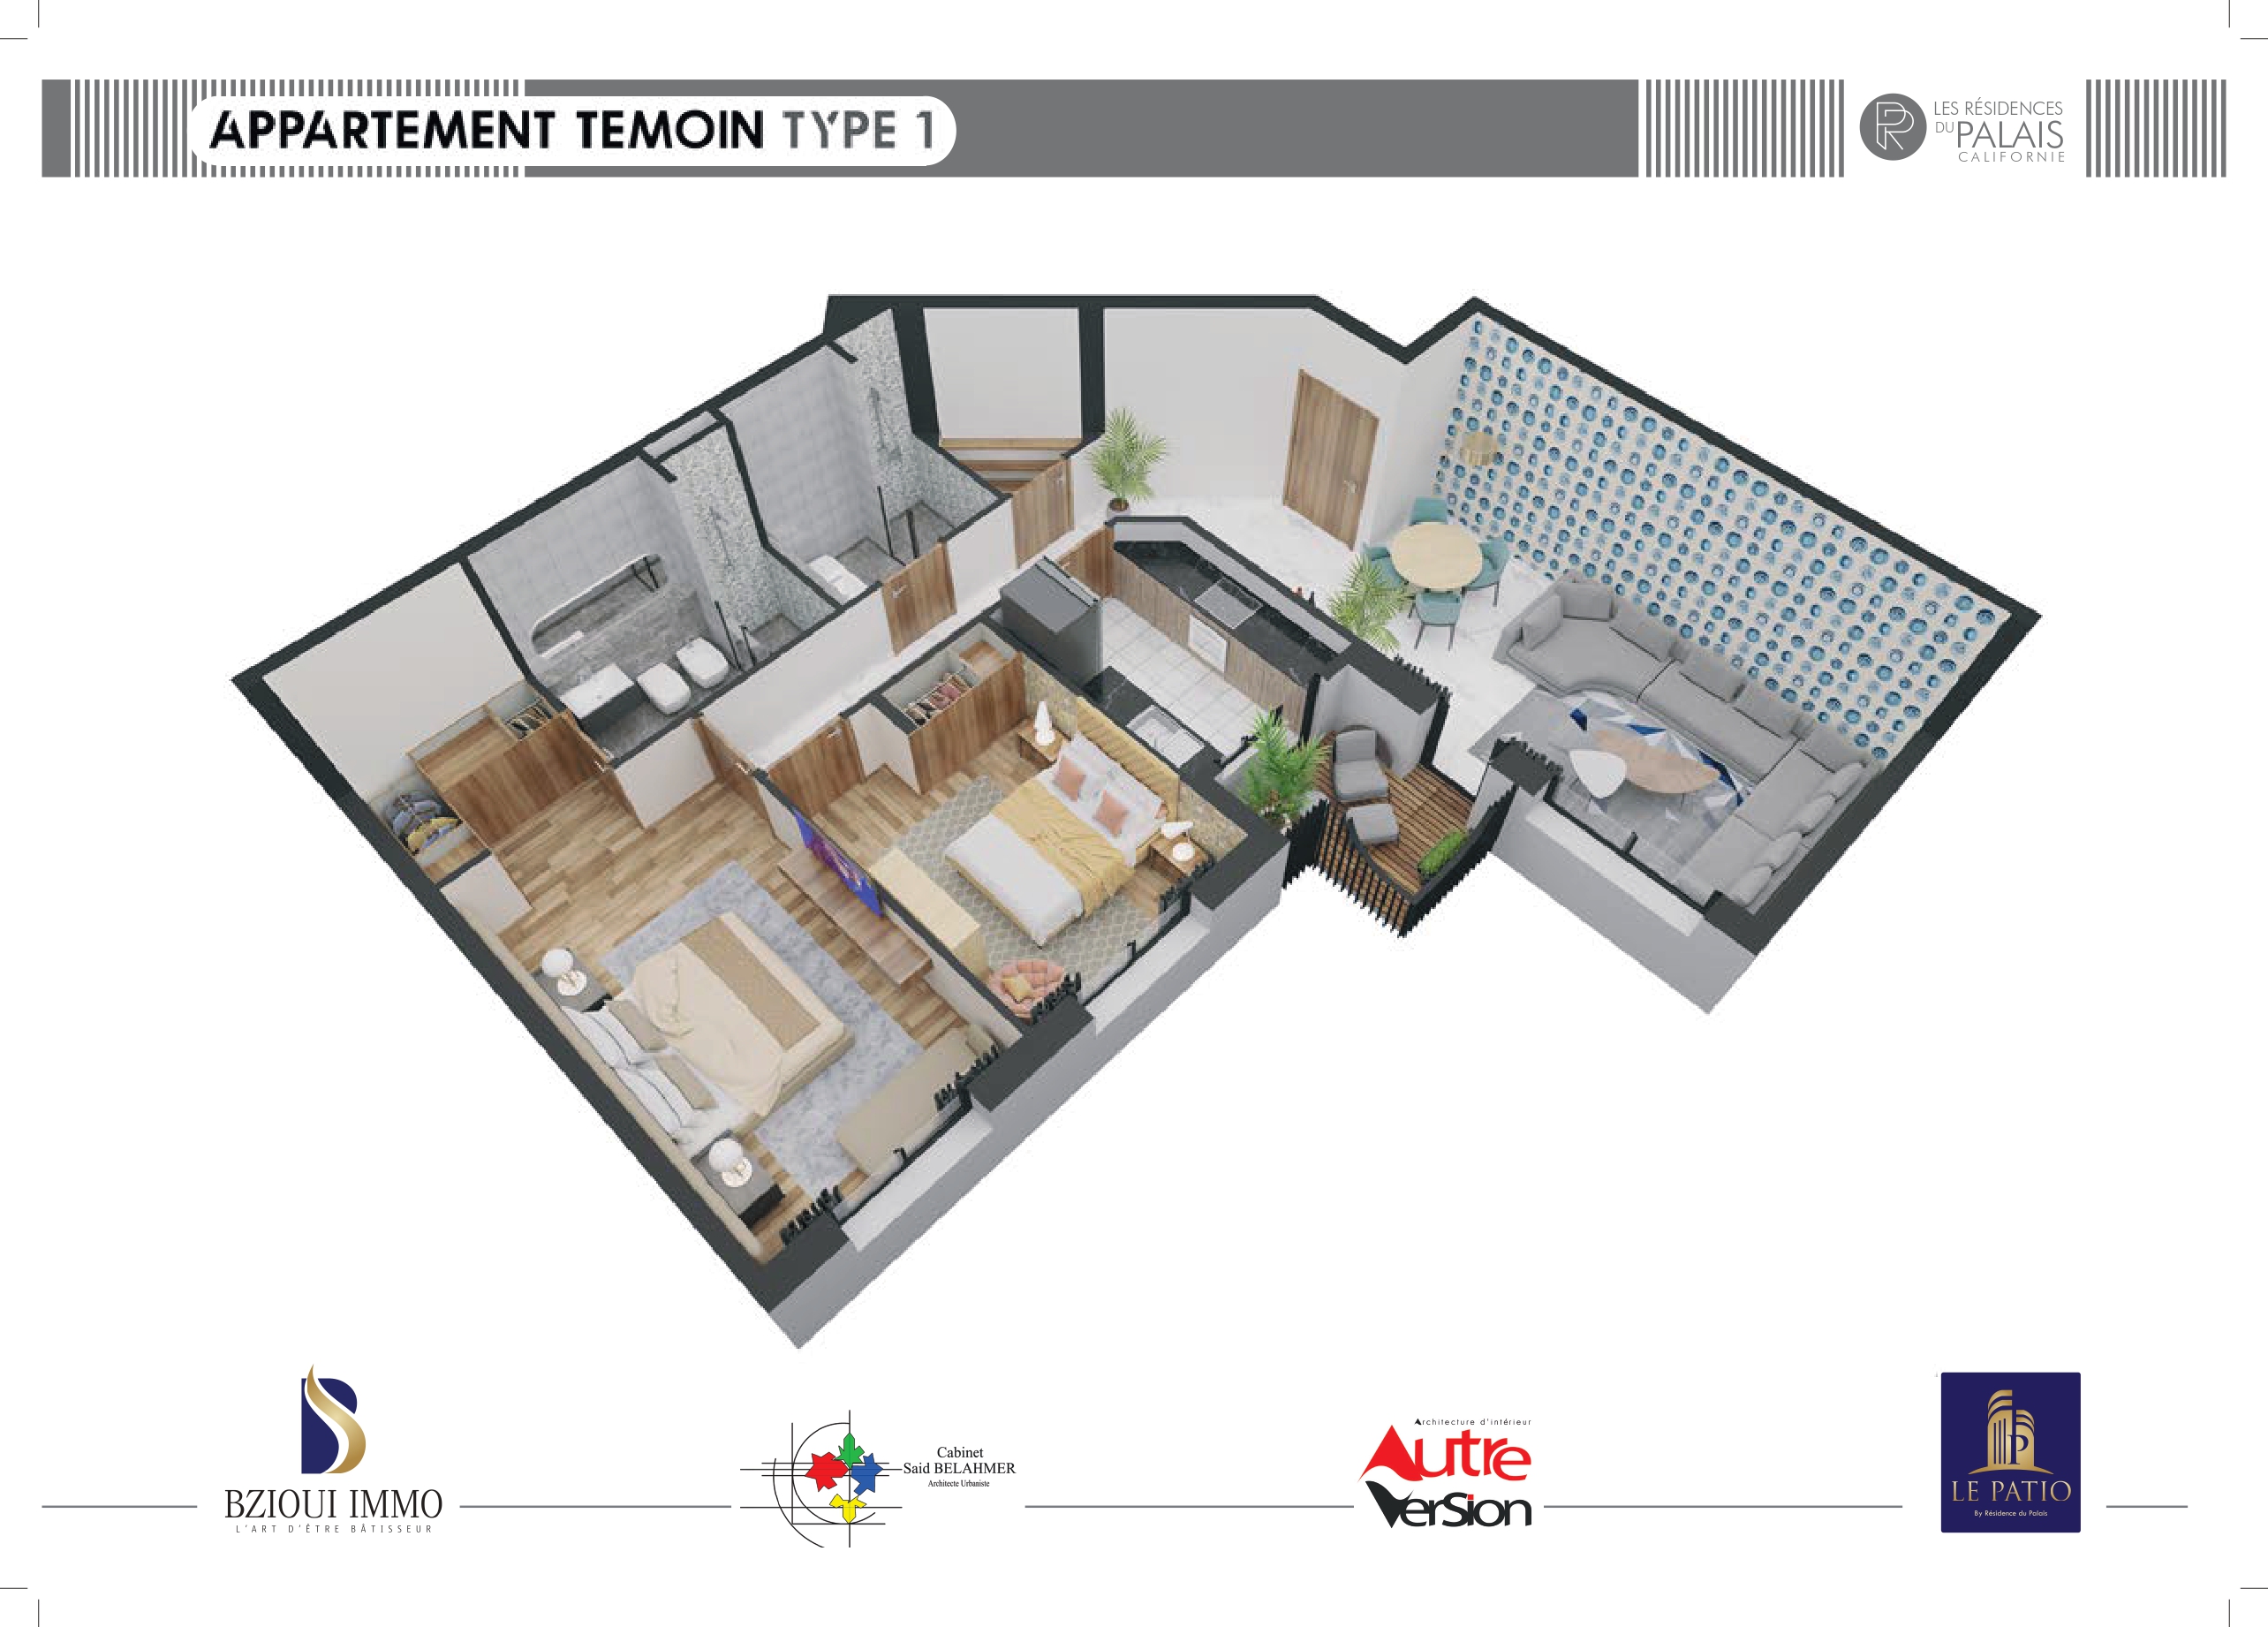 APPARTEMENT TEMOIN TYPE 1
LES RÉSIDENCES
DU PALAIS
CALIFORNIE
BZIOUI IMMO
L'ART D'ÊTRE BÂTISSEUR
Cabinet
Said BELAHMER
Architecte Urbaniste
Architecture d'intérieur
Autre
Version
LE PATIO
By Résidence du Palais